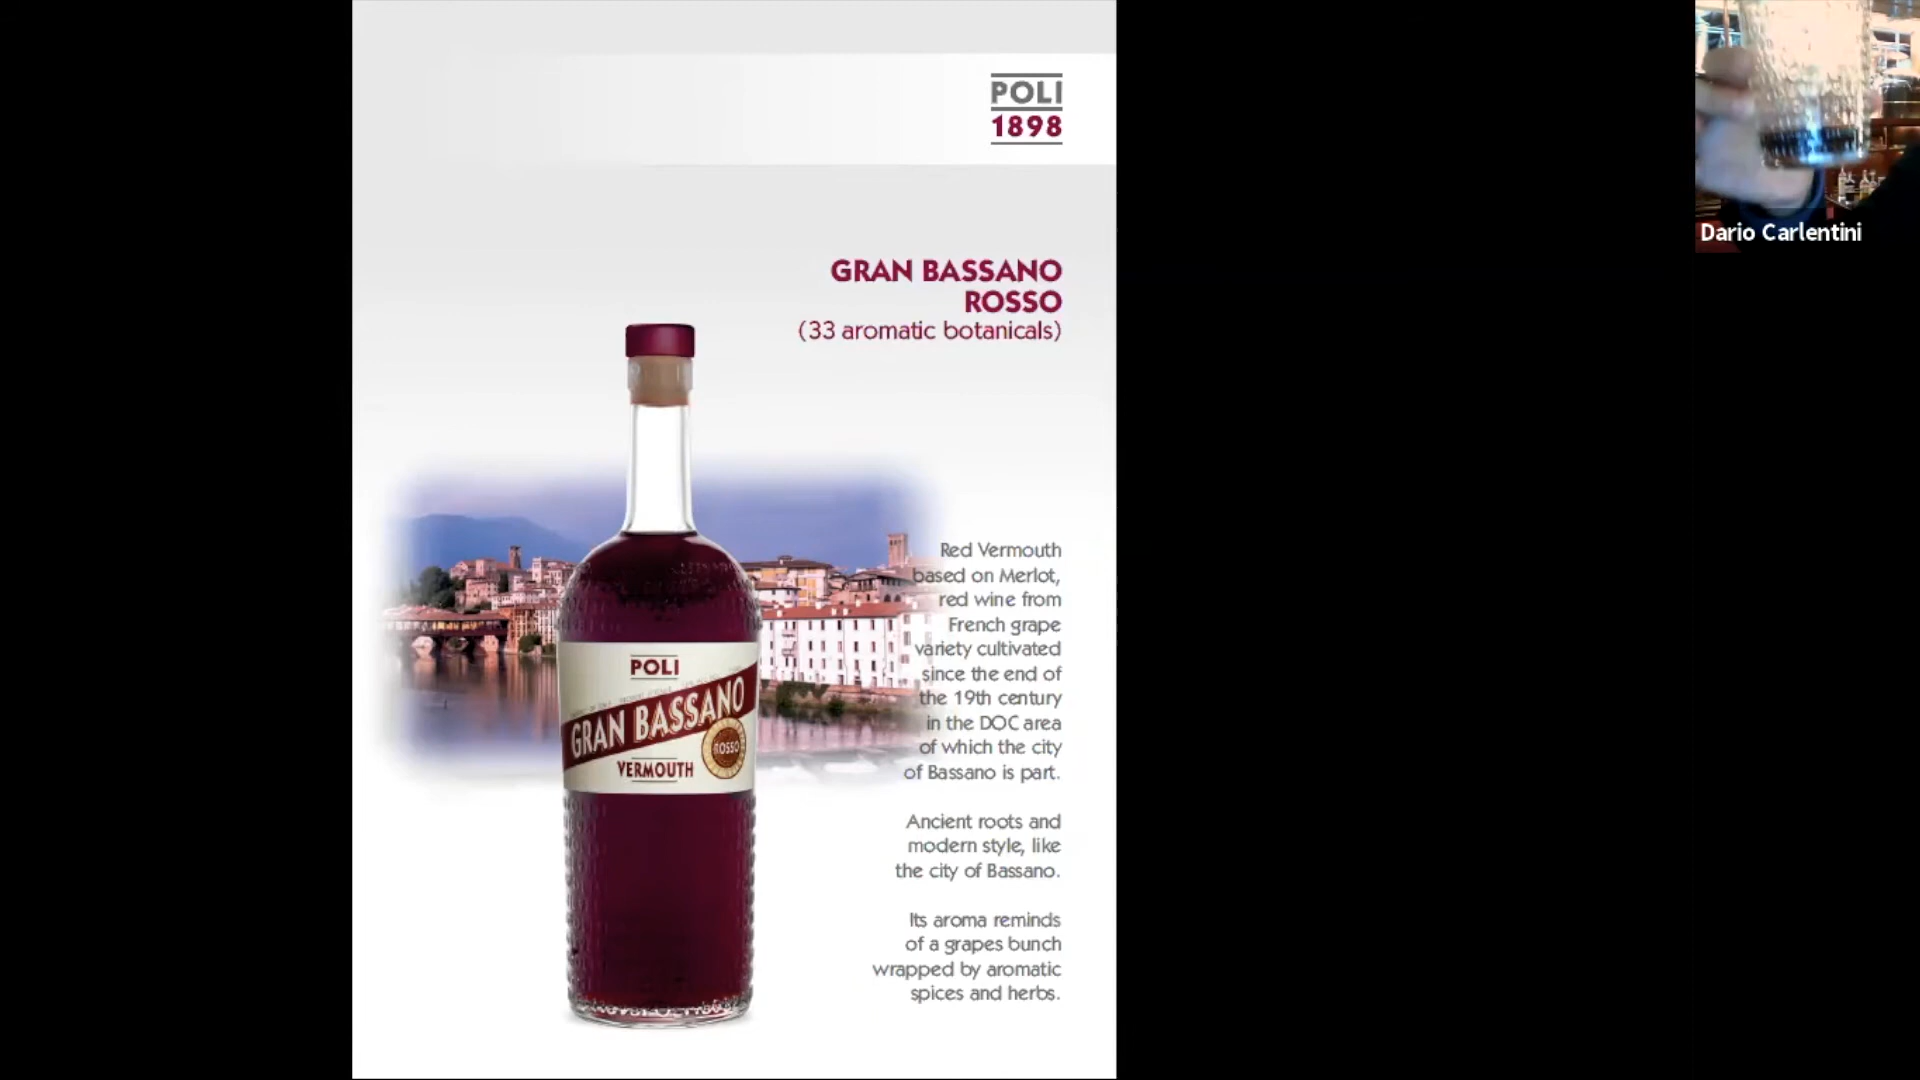 POLI
1898
GRAN BASSANO
ROSSO
(33 aromatic botanicals)
Red Vermouth
based on Merlot,
red wine from
French grape
variety cultivated
since the end of
the 19th century
in the DOC area
of which the city
of Bassano is part.
Ancient roots and
modern style, like
the city of Bassano.
Its aroma reminds
of a grapes bunch
wrapped by aromatic
spices and herbs.
POLI
GRAN BASSANO
ROSSO
VERMOUTH
Dario Carlentini